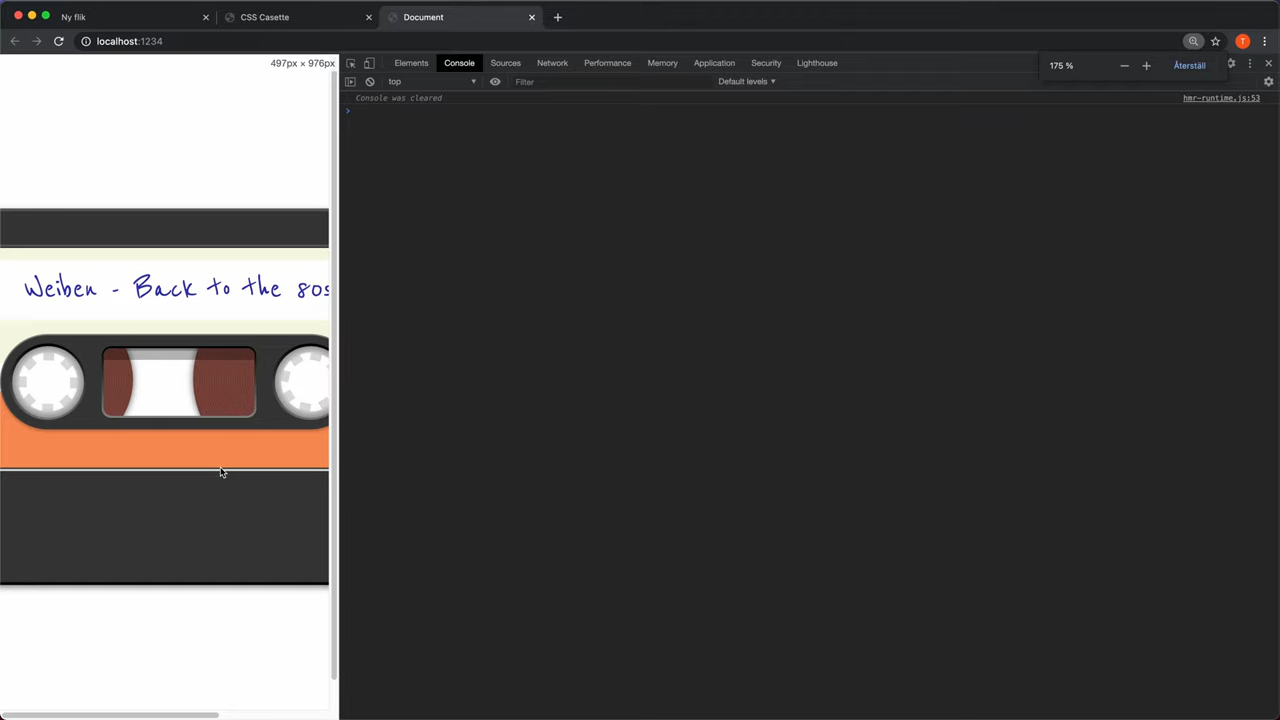 Ny flik
CSS Casette
Document
localhost:1234
497px × 976px
Elements Console Sources Network Performance Memory Application Security Lighthouse
175 % Återställ
top Filter Default levels
Console was cleared hmr-runtime.js:53
Weiben - Back to the 80s
T